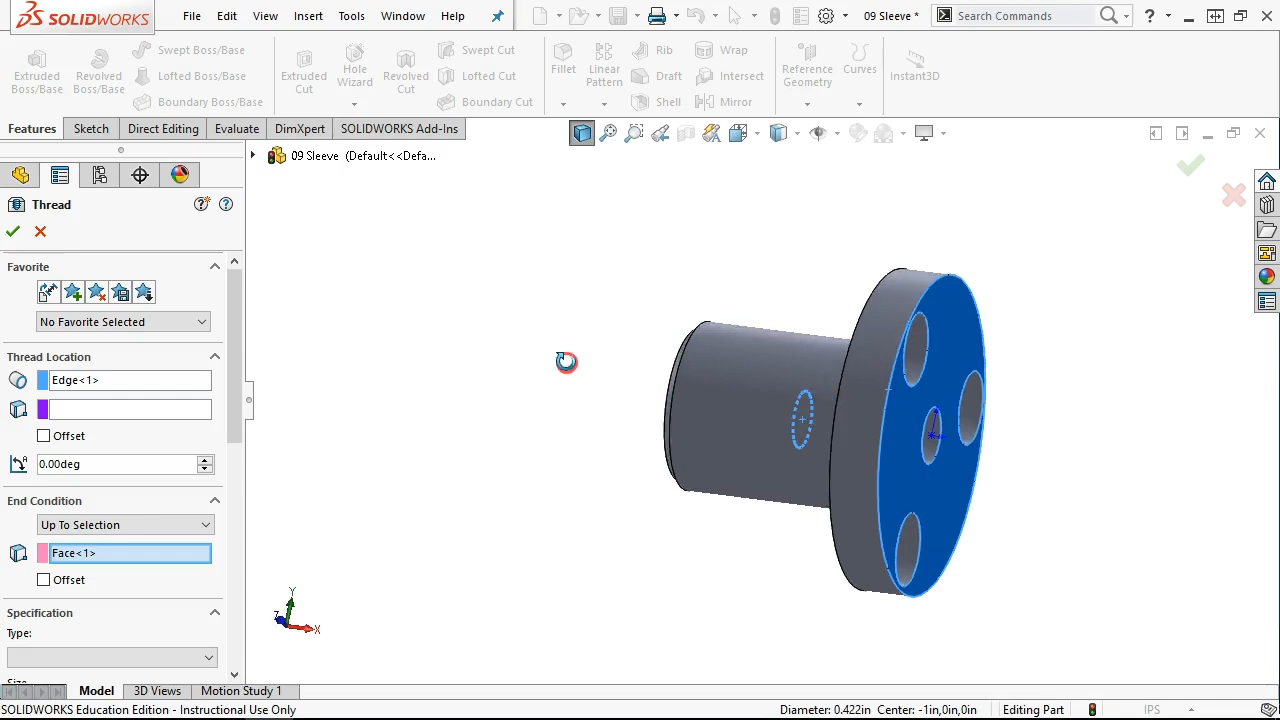 SOLIDWORKS
File
Edit
View
Insert
Tools
Window
Help
09 Sleeve *
Search Commands
Extruded Boss/Base
Revolved Boss/Base
Swept Boss/Base
Lofted Boss/Base
Boundary Boss/Base
Extruded Cut
Hole Wizard
Revolved Cut
Swept Cut
Lofted Cut
Boundary Cut
Fillet
Linear Pattern
Rib
Draft
Shell
Wrap
Intersect
Mirror
Reference Geometry
Curves
Instant3D
Features
Sketch
Direct Editing
Evaluate
DimXpert
SOLIDWORKS Add-Ins
09 Sleeve (Default<<Defa...
Thread
Favorite
No Favorite Selected
Thread Location
Edge<1>
Offset
0.00deg
End Condition
Up To Selection
Face<1>
Offset
Specification
Type:
Y
Z
X
Model
3D Views
Motion Study 1
SOLIDWORKS Education Edition - Instructional Use Only
Diameter: 0.422in Center: -1in,0in,0in
Editing Part
IPS